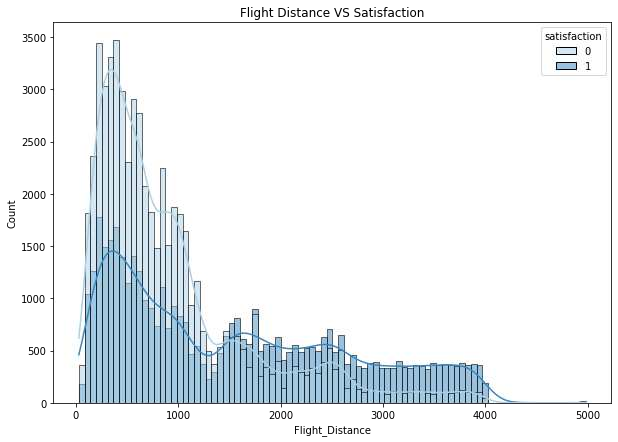 Flight Distance VS Satisfaction
satisfaction
0
1
3500
3000
2500
2000
1500
1000
500
0
Count
0 1000 2000 3000 4000 5000
Flight_Distance